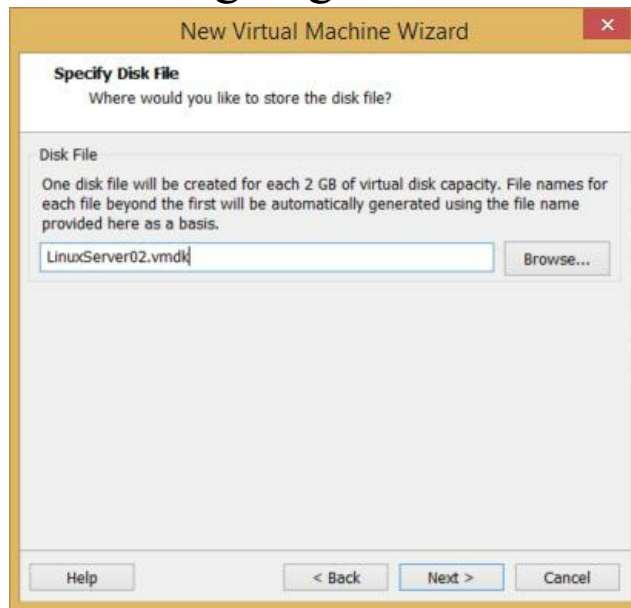 New Virtual Machine Wizard
Specify Disk File
Where would you like to store the disk file?
Disk File
One disk file will be created for each 2 GB of virtual disk capacity. File names for
each file beyond the first will be automatically generated using the file name
provided here as a basis.
LinuxServer02.vmdk
Browse...
Help
< Back
Next >
Cancel